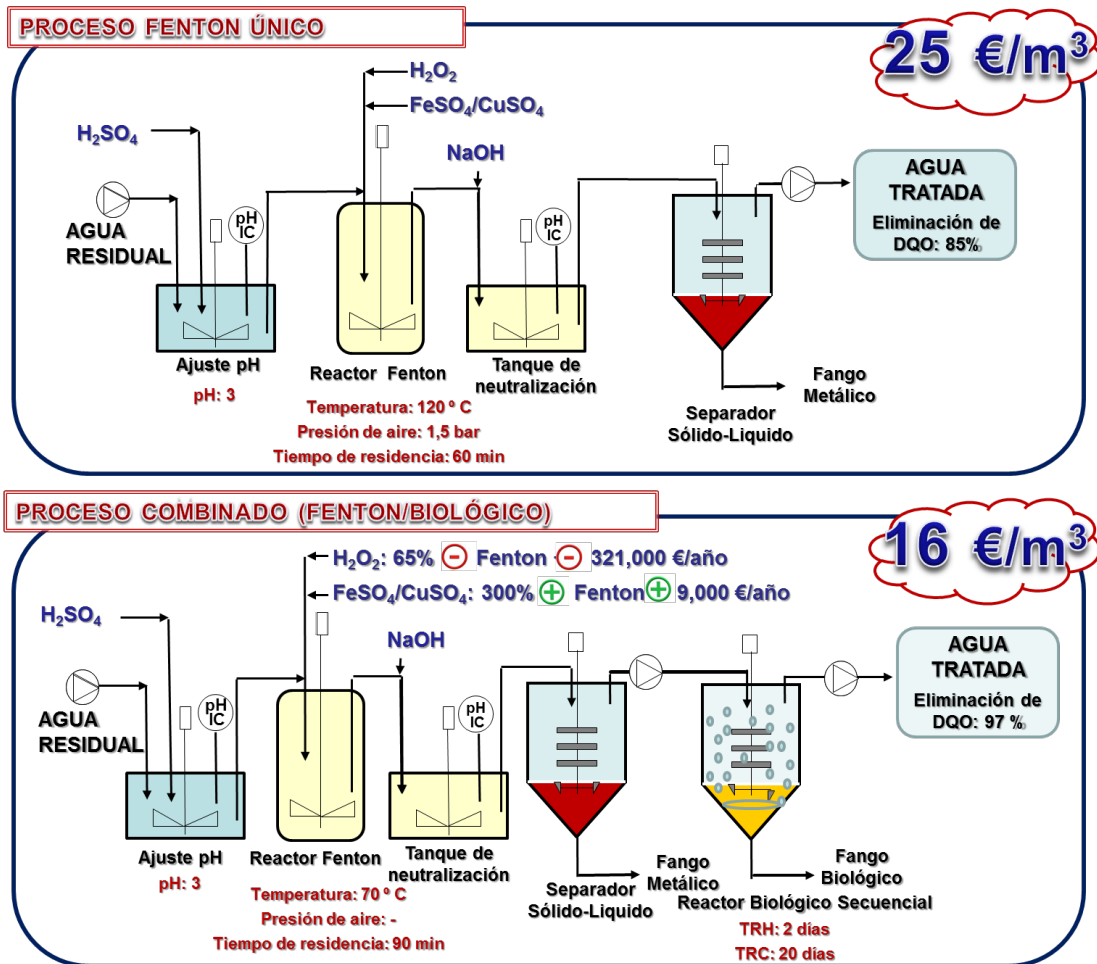 PROCESO FENTON ÚNICO
25 €/m³
H₂O₂
FeSO₄/CuSO₄
H₂SO₄
NaOH
AGUA
RESIDUAL
pH
IC
pH
IC
AGUA
TRATADA
Eliminación de
DQO: 85%
Ajuste pH
pH: 3
Reactor Fenton
Temperatura: 120 º C
Presión de aire: 1,5 bar
Tiempo de residencia: 60 min
Tanque de
neutralización
Separador
Sólido-Liquido
Fango
Metálico
PROCESO COMBINADO (FENTON/BIOLÓGICO)
16 €/m³
H₂O₂: 65% - Fenton - 321,000 €/año
FeSO₄/CuSO₄: 300% + Fenton + 9,000 €/año
H₂SO₄
NaOH
AGUA
RESIDUAL
pH
IC
pH
IC
AGUA
TRATADA
Eliminación de
DQO: 97 %
Ajuste pH
pH: 3
Reactor Fenton
Temperatura: 70 º C
Presión de aire: -
Tiempo de residencia: 90 min
Tanque de
neutralización
Separador
Sólido-Liquido
Fango
Metálico
Fango
Biológico
Reactor Biológico Secuencial
TRH: 2 días
TRC: 20 días